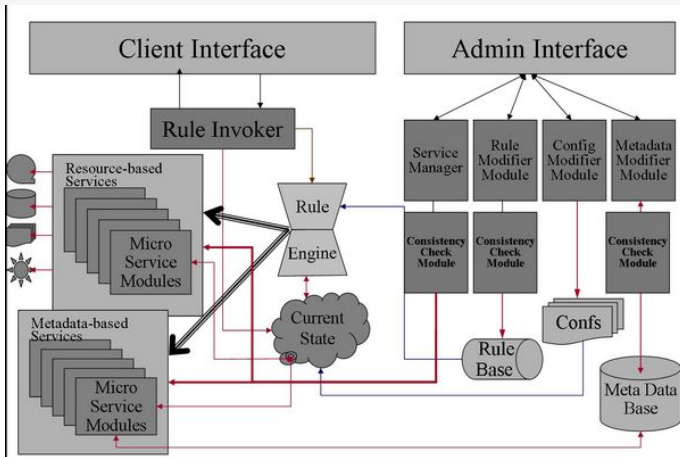 Client Interface
Admin Interface
Rule Invoker
Service
Manager
Rule
Modifier
Module
Config
Modifier
Module
Metadata
Modifier
Module
Resource-based
Services
Micro
Service
Modules
Rule
Engine
Consistency
Check
Module
Consistency
Check
Module
Consistency
Check
Module
Current
State
Confs
Rule
Base
Meta Data
Base
Metadata-based
Services
Micro
Service
Modules